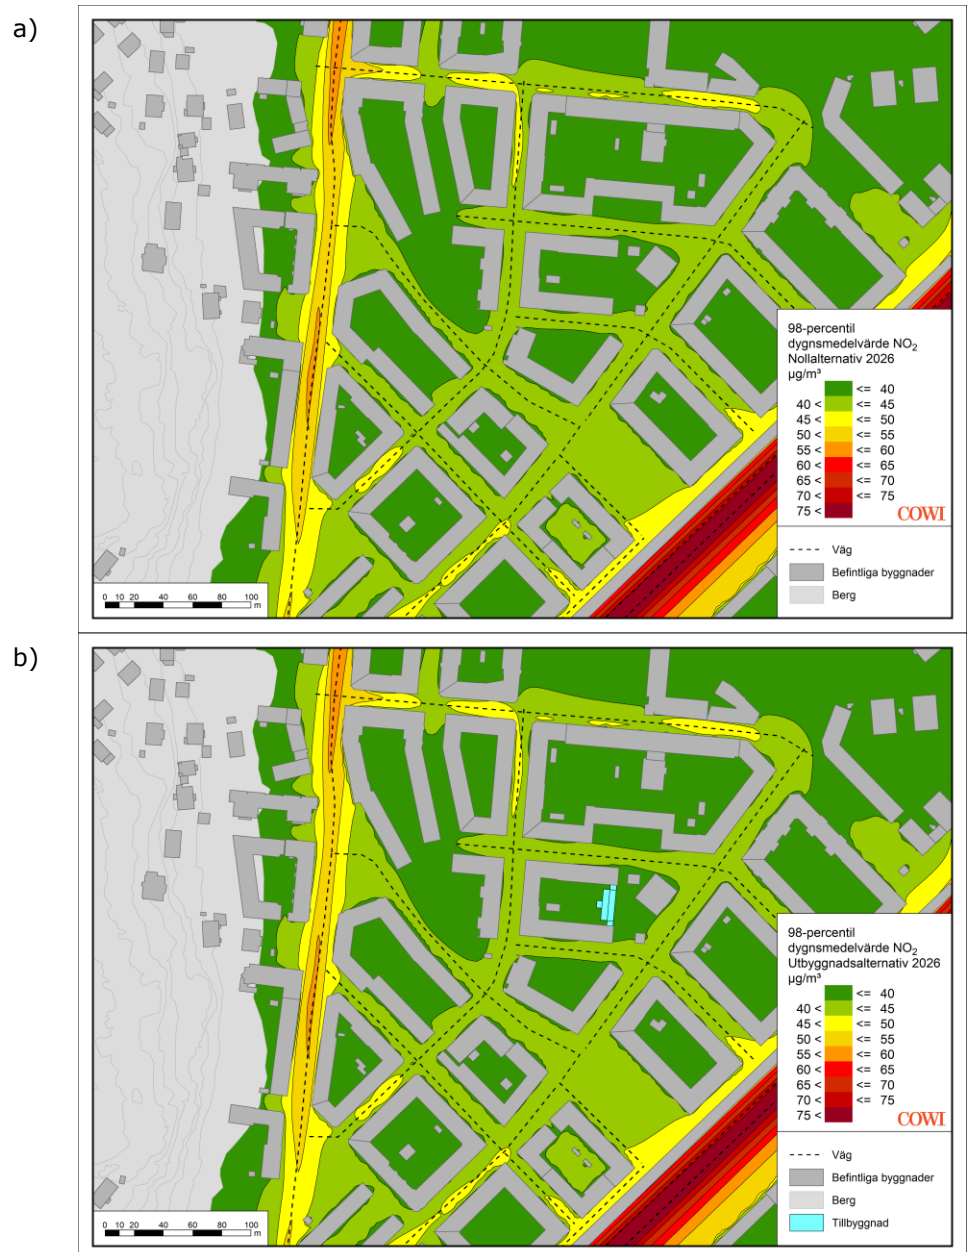 a)
98-percentil
dygnsmedelvärde NO₂
Nollalternativ 2026
µg/m³
<= 40
40 < <= 45
45 < <= 50
50 < <= 55
55 < <= 60
60 < <= 65
65 < <= 70
70 < <= 75
75 <
COWI
Väg
Befintliga byggnader
Berg
0 10 20 40 60 80 100
m
b)
98-percentil
dygnsmedelvärde NO₂
Utbyggnadsalternativ 2026
µg/m³
<= 40
40 < <= 45
45 < <= 50
50 < <= 55
55 < <= 60
60 < <= 65
65 < <= 70
70 < <= 75
75 <
COWI
Väg
Befintliga byggnader
Berg
Tillbyggnad
0 10 20 40 60 80 100
m